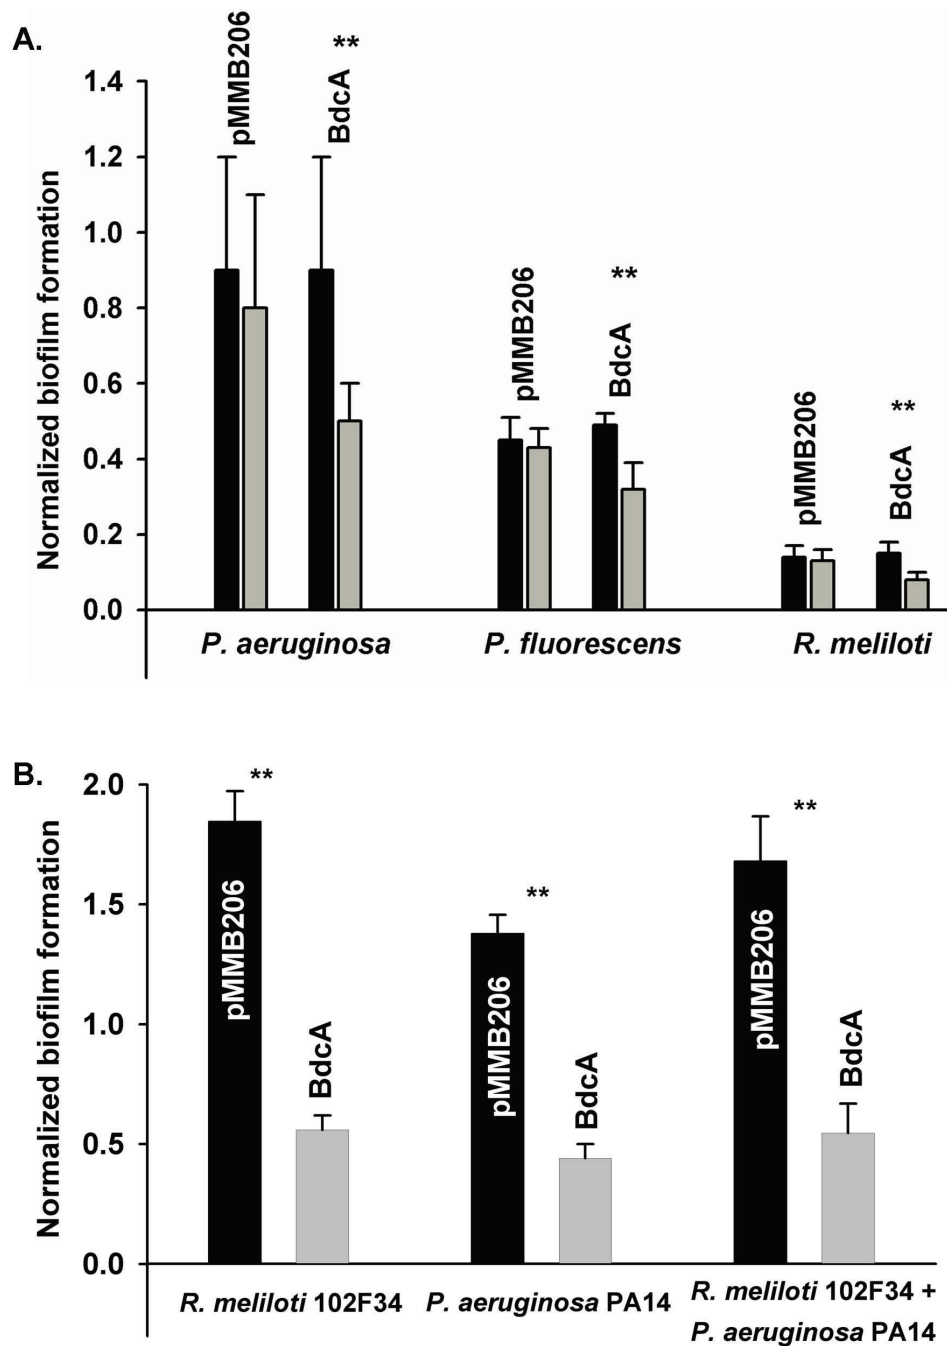 A.
Normalized biofilm formation
1.4
1.2
1.0
0.8
0.6
0.4
0.2
0.0
pMMB206
BdcA
**
pMMB206
BdcA
**
pMMB206
BdcA
**
P. aeruginosa
P. fluorescens
R. meliloti
B.
Normalized biofilm formation
2.0
1.5
1.0
0.5
0.0
pMMB206
**
BdcA
pMMB206
**
BdcA
pMMB206
**
BdcA
R. meliloti 102F34
P. aeruginosa PA14
R. meliloti 102F34 +
P. aeruginosa PA14